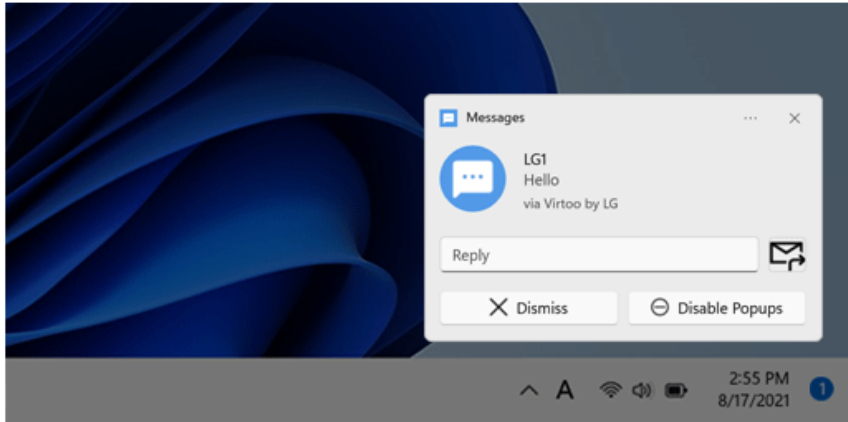 Messages
LG1
Hello
via Virtoo by LG
Reply
Dismiss
Disable Popups
A
2:55 PM
8/17/2021
1